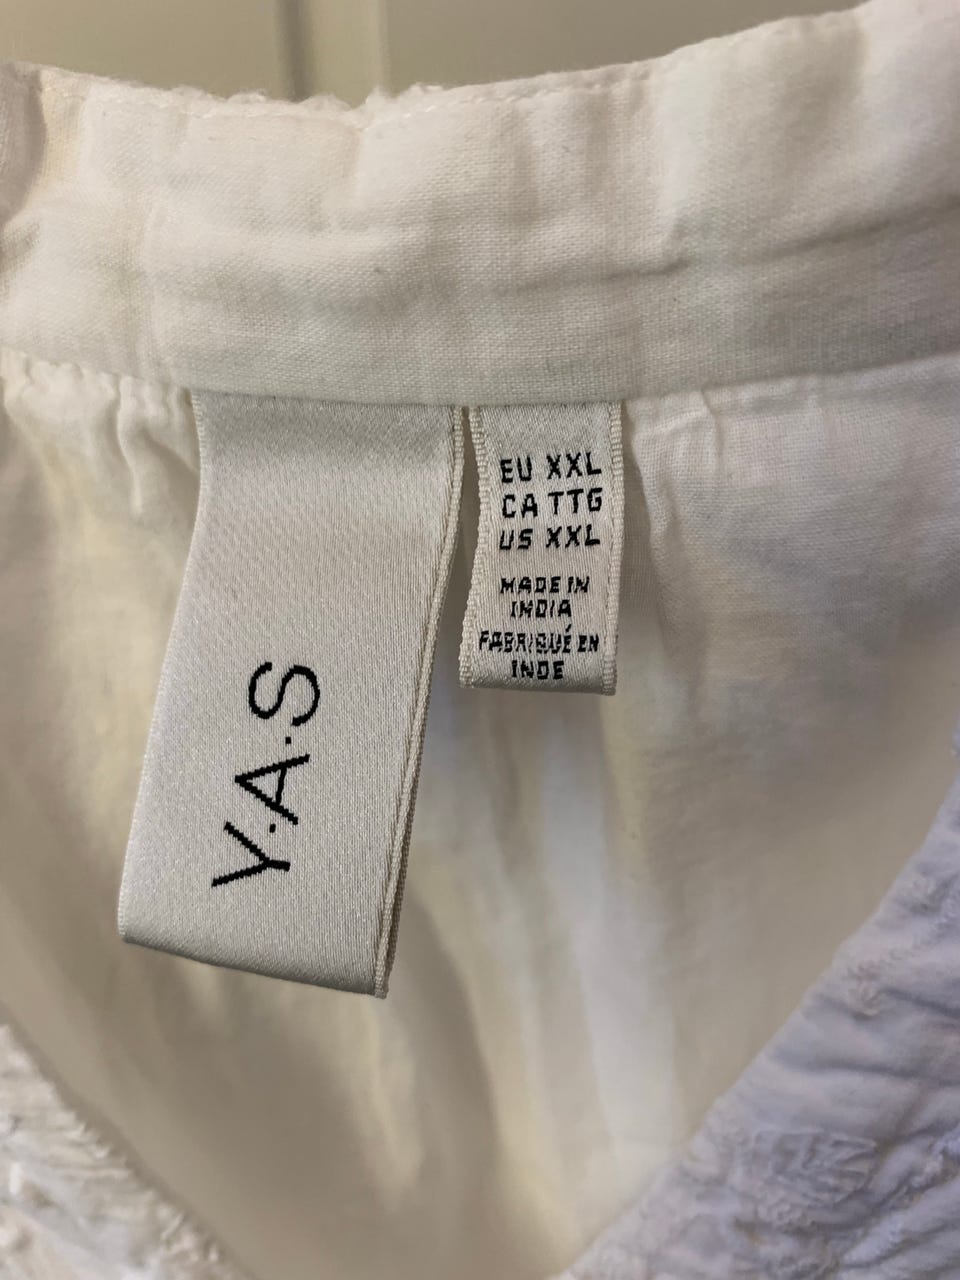 Y.A.S
EU XXL
CA TTG
US XXL
MADE IN
INDIA
FABRIQUÉ EN
INDE